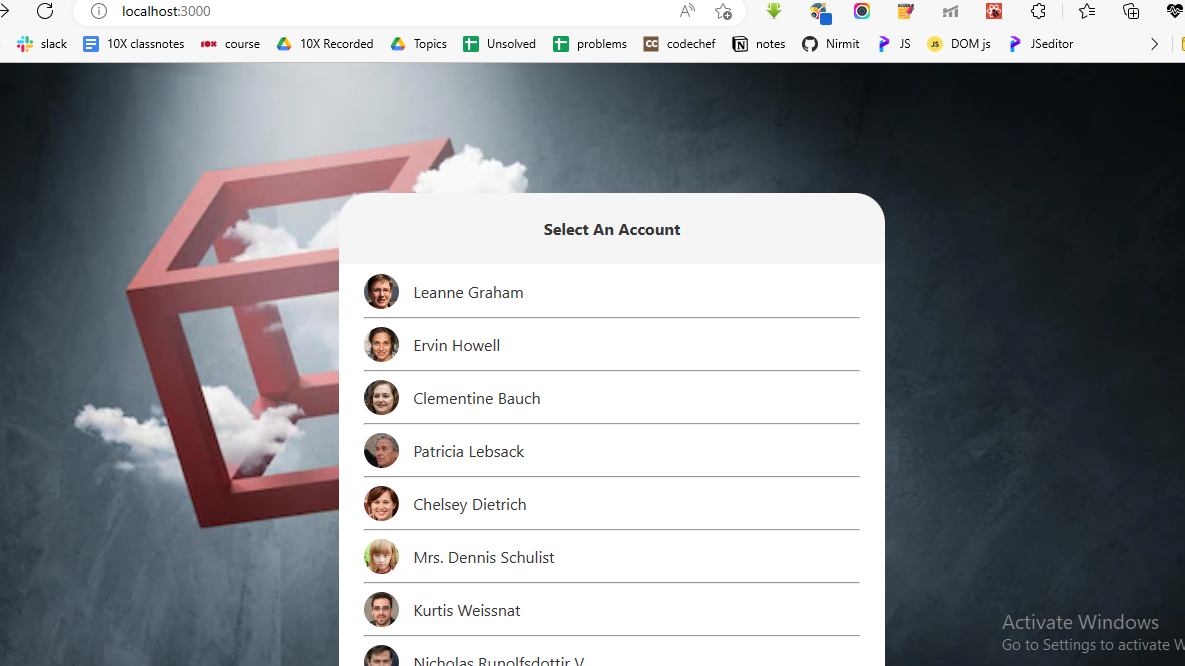 localhost:3000
slack 10X classnotes course 10X Recorded Topics Unsolved problems codechef notes Nirmit JS JS DOM js JSeditor
Select An Account
Leanne Graham
Ervin Howell
Clementine Bauch
Patricia Lebsack
Chelsey Dietrich
Mrs. Dennis Schulist
Kurtis Weissnat
Nicholas Runolfsdottir V
Activate Windows
Go to Settings to activate W